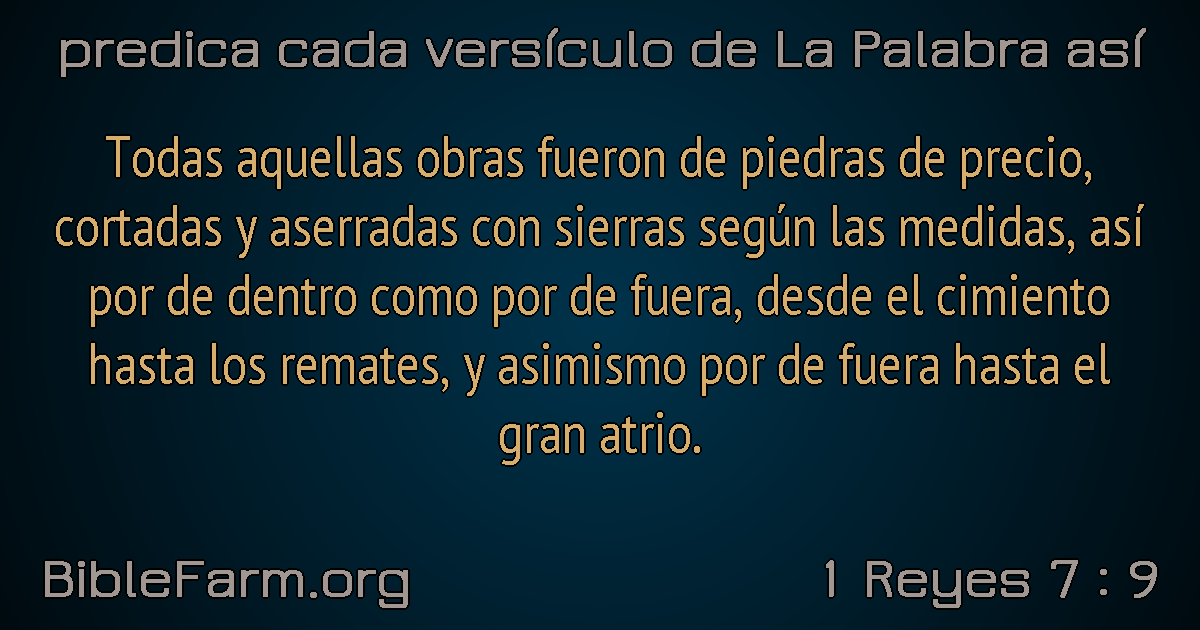 predica cada versículo de La Palabra así
Todas aquellas obras fueron de piedras de precio,
cortadas y aserradas con sierras según las medidas, así
por de dentro como por de fuera, desde el cimiento
hasta los remates, y asimismo por de fuera hasta el
gran atrio.
BibleFarm.org
1 Reyes 7 : 9